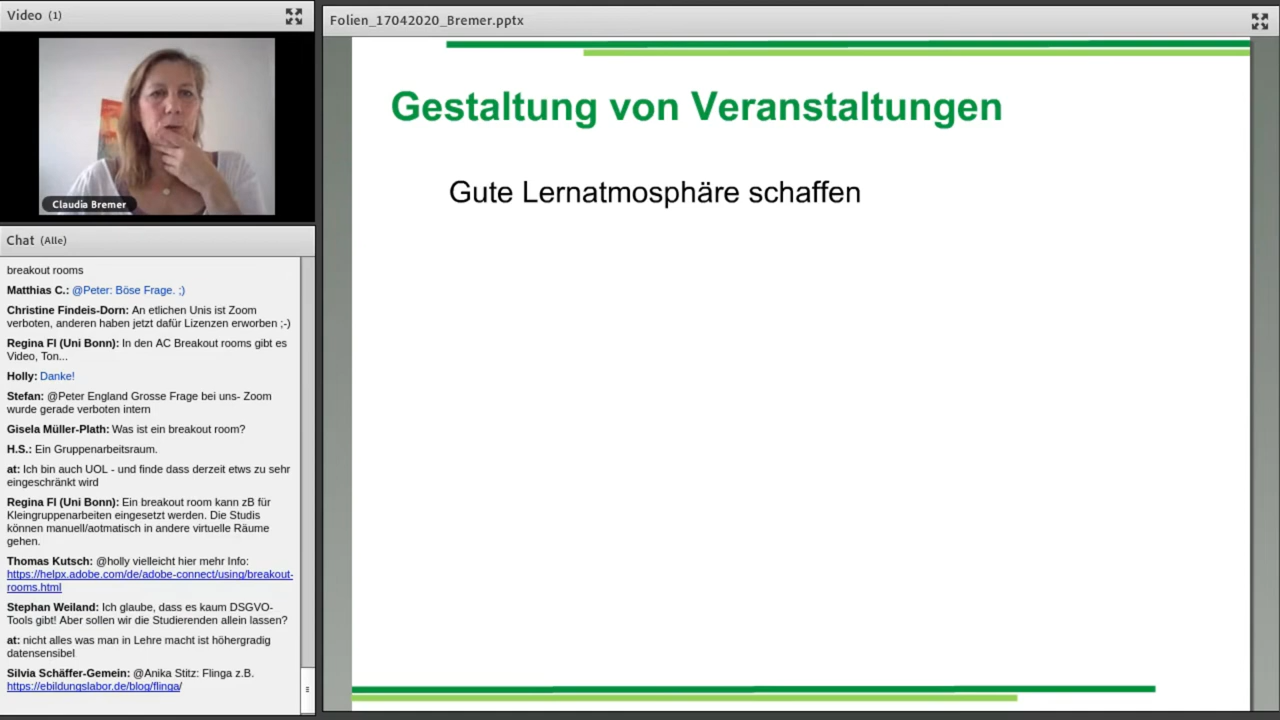 Video (1)
Claudia Bremer
Chat (Alle)
breakout rooms
Matthias C.: @Peter: Böse Frage. ;)
Christine Findeis-Dorn: An etlichen Unis ist Zoom
verboten, anderen haben jetzt dafür Lizenzen erworben ;-)
Regina Fl (Uni Bonn): In den AC Breakout rooms gibt es
Video, Ton...
Holly: Danke!
Stefan: @Peter England Grosse Frage bei uns- Zoom
wurde gerade verboten intern
Gisela Müller-Plath: Was ist ein breakout room?
H.S.: Ein Gruppenarbeitsraum.
at: Ich bin auch UOL - und finde dass derzeit etws zu sehr
eingeschränkt wird
Regina Fl (Uni Bonn): Ein breakout room kann zB für
Kleingruppenarbeiten eingesetzt werden. Die Studis
können manuell/aotmatisch in andere virtuelle Räume
gehen.
Thomas Kutsch: @holly vielleicht hier mehr Info:
https://helpx.adobe.com/de/adobe-connect/using/breakout-
rooms.html
Stephan Weiland: Ich glaube, dass es kaum DSGVO-
Tools gibt! Aber sollen wir die Studierenden allein lassen?
at: nicht alles was man in Lehre macht ist höhergradig
datensensibel
Silvia Schäffer-Gemein: @Anika Stitz: Flinga z.B.
https://ebildungslabor.de/blog/flinga/
Folien_17042020_Bremer.pptx
Gestaltung von Veranstaltungen
Gute Lernatmosphäre schaffen